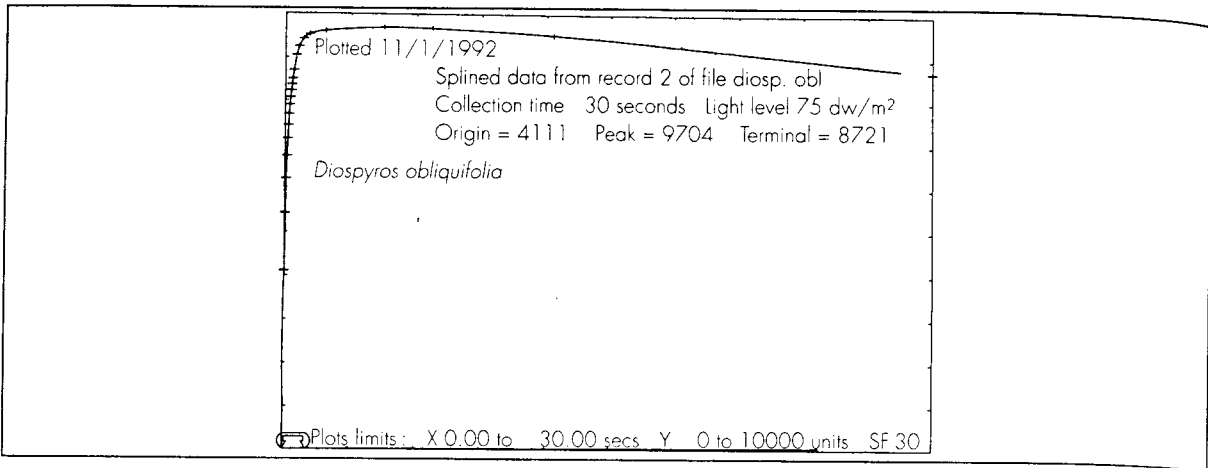 Plotted 11/1/1992
Splined data from record 2 of file diosp. obl
Collection time 30 seconds Light level 75 dw/m²
Origin = 4111 Peak = 9704 Terminal = 8721
Diospyros obliquifolia
Plots limits : X 0.00 to 30.00 secs Y 0 to 10000 units SF 30